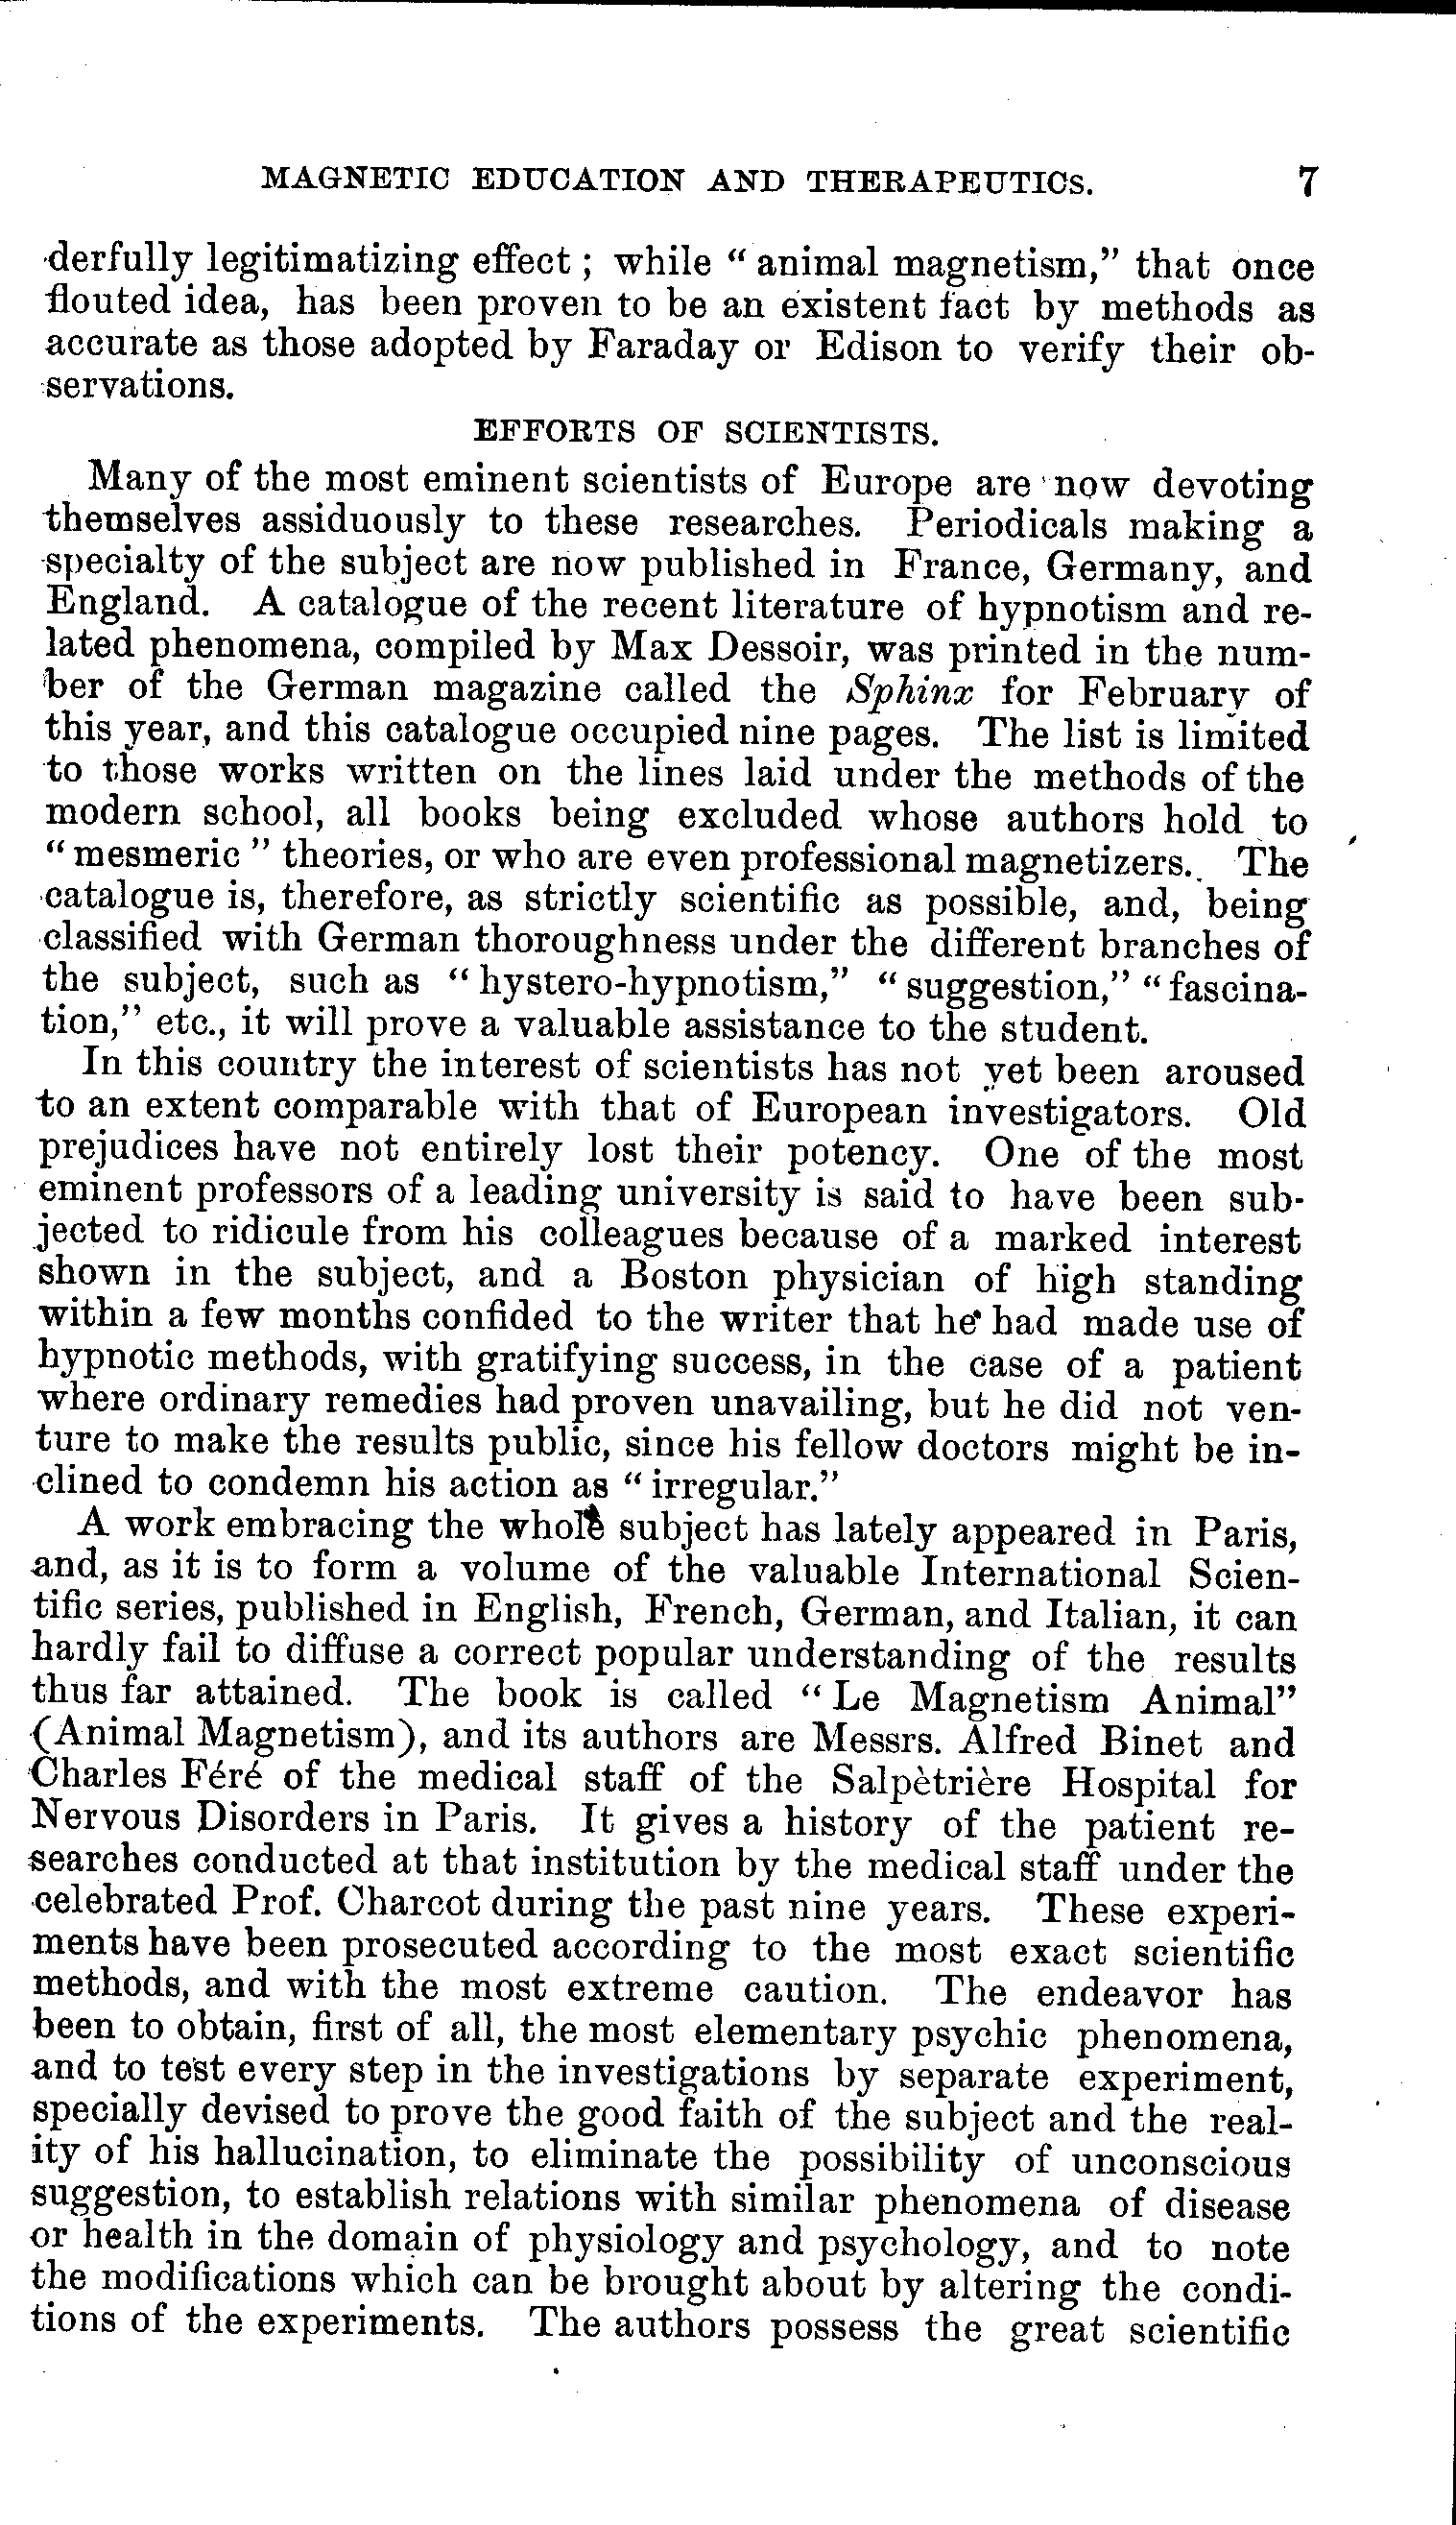 MAGNETIC EDUCATION AND THERAPEUTICS. 7
derfully legitimatizing effect ; while " animal magnetism," that once
flouted idea, has been proven to be an existent fact by methods as
accurate as those adopted by Faraday or Edison to verify their ob-
servations.
EFFORTS OF SCIENTISTS.
Many of the most eminent scientists of Europe are now devoting
themselves assiduously to these researches. Periodicals making a
specialty of the subject are now published in France, Germany, and
England. A catalogue of the recent literature of hypnotism and re-
lated phenomena, compiled by Max Dessoir, was printed in the num-
ber of the German magazine called the Sphinx for February of
this year, and this catalogue occupied nine pages. The list is limited
to those works written on the lines laid under the methods of the
modern school, all books being excluded whose authors hold to
" mesmeric " theories, or who are even professional magnetizers. The
catalogue is, therefore, as strictly scientific as possible, and, being
classified with German thoroughness under the different branches of
the subject, such as " hystero-hypnotism," " suggestion," " fascina-
tion," etc., it will prove a valuable assistance to the student.
In this country the interest of scientists has not yet been aroused
to an extent comparable with that of European investigators. Old
prejudices have not entirely lost their potency. One of the most
eminent professors of a leading university is said to have been sub-
jected to ridicule from his colleagues because of a marked interest
shown in the subject, and a Boston physician of high standing
within a few months confided to the writer that he had made use of
hypnotic methods, with gratifying success, in the case of a patient
where ordinary remedies had proven unavailing, but he did not ven-
ture to make the results public, since his fellow doctors might be in-
clined to condemn his action as " irregular."
A work embracing the whole subject has lately appeared in Paris,
and, as it is to form a volume of the valuable International Scien-
tific series, published in English, French, German, and Italian, it can
hardly fail to diffuse a correct popular understanding of the results
thus far attained. The book is called " Le Magnetism Animal"
(Animal Magnetism), and its authors are Messrs. Alfred Binet and
Charles Féré of the medical staff of the Salpètrière Hospital for
Nervous Disorders in Paris. It gives a history of the patient re-
searches conducted at that institution by the medical staff under the
celebrated Prof. Charcot during the past nine years. These experi-
ments have been prosecuted according to the most exact scientific
methods, and with the most extreme caution. The endeavor has
been to obtain, first of all, the most elementary psychic phenomena,
and to test every step in the investigations by separate experiment,
specially devised to prove the good faith of the subject and the real-
ity of his hallucination, to eliminate the possibility of unconscious
suggestion, to establish relations with similar phenomena of disease
or health in the domain of physiology and psychology, and to note
the modifications which can be brought about by altering the condi-
tions of the experiments. The authors possess the great scientific